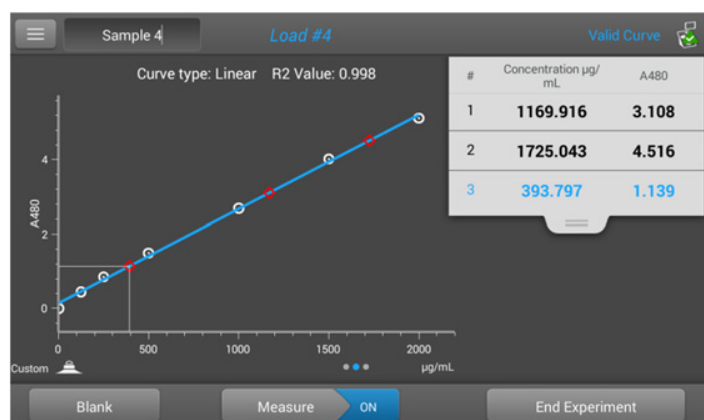 Sample 4 Load #4 Valid Curve
Curve type: Linear R2 Value: 0.998
# Concentration µg/
mL A480
1 1169.916 3.108
2 1725.043 4.516
3 393.797 1.139
A480
4
2
0
0 500 1000 1500 2000
Custom µg/mL
Blank Measure ON End Experiment